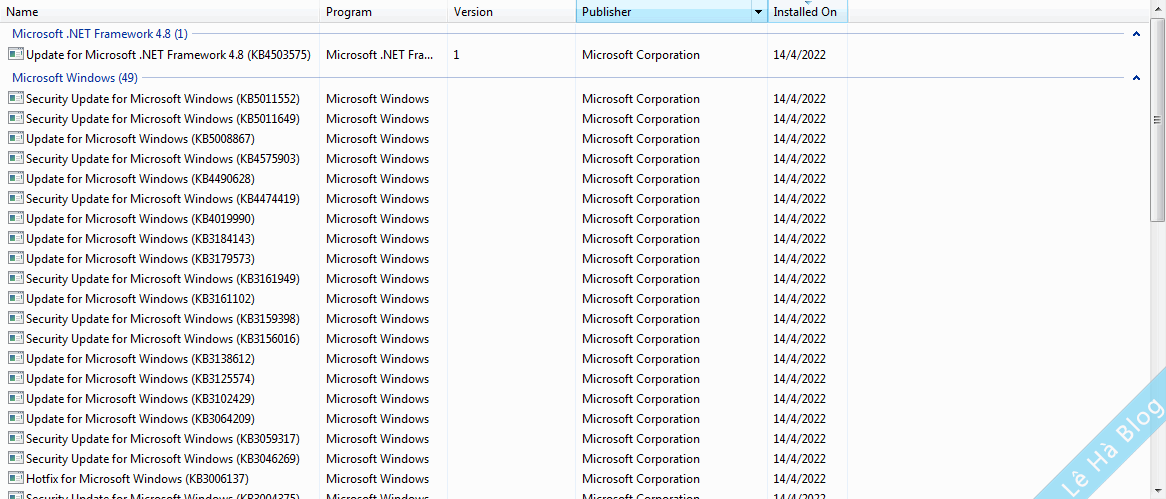 Name Program Version Publisher Installed On
Microsoft .NET Framework 4.8 (1)
Update for Microsoft .NET Framework 4.8 (KB4503575) Microsoft .NET Fra... 1 Microsoft Corporation 14/4/2022
Microsoft Windows (49)
Security Update for Microsoft Windows (KB5011552) Microsoft Windows Microsoft Corporation 14/4/2022
Security Update for Microsoft Windows (KB5011649) Microsoft Windows Microsoft Corporation 14/4/2022
Update for Microsoft Windows (KB5008867) Microsoft Windows Microsoft Corporation 14/4/2022
Security Update for Microsoft Windows (KB4575903) Microsoft Windows Microsoft Corporation 14/4/2022
Update for Microsoft Windows (KB4490628) Microsoft Windows Microsoft Corporation 14/4/2022
Security Update for Microsoft Windows (KB4474419) Microsoft Windows Microsoft Corporation 14/4/2022
Update for Microsoft Windows (KB4019990) Microsoft Windows Microsoft Corporation 14/4/2022
Update for Microsoft Windows (KB3184143) Microsoft Windows Microsoft Corporation 14/4/2022
Update for Microsoft Windows (KB3179573) Microsoft Windows Microsoft Corporation 14/4/2022
Security Update for Microsoft Windows (KB3161949) Microsoft Windows Microsoft Corporation 14/4/2022
Update for Microsoft Windows (KB3161102) Microsoft Windows Microsoft Corporation 14/4/2022
Security Update for Microsoft Windows (KB3159398) Microsoft Windows Microsoft Corporation 14/4/2022
Security Update for Microsoft Windows (KB3156016) Microsoft Windows Microsoft Corporation 14/4/2022
Update for Microsoft Windows (KB3138612) Microsoft Windows Microsoft Corporation 14/4/2022
Update for Microsoft Windows (KB3125574) Microsoft Windows Microsoft Corporation 14/4/2022
Update for Microsoft Windows (KB3102429) Microsoft Windows Microsoft Corporation 14/4/2022
Update for Microsoft Windows (KB3064209) Microsoft Windows Microsoft Corporation 14/4/2022
Security Update for Microsoft Windows (KB3059317) Microsoft Windows Microsoft Corporation 14/4/2022
Security Update for Microsoft Windows (KB3046269) Microsoft Windows Microsoft Corporation 14/4/2022
Hotfix for Microsoft Windows (KB3006137) Microsoft Windows Microsoft Corporation 14/4/2022
Security Update for Microsoft Windows (KB3004375) Microsoft Windows Microsoft Corporation 14/4/2022
Lê Hà Blog